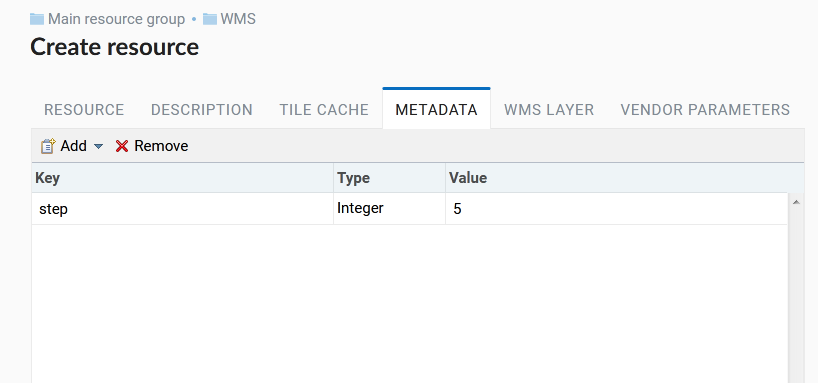 Main resource group • WMS
Create resource
RESOURCE DESCRIPTION TILE CACHE METADATA WMS LAYER VENDOR PARAMETERS
Add Remove
Key Type Value
step Integer 5